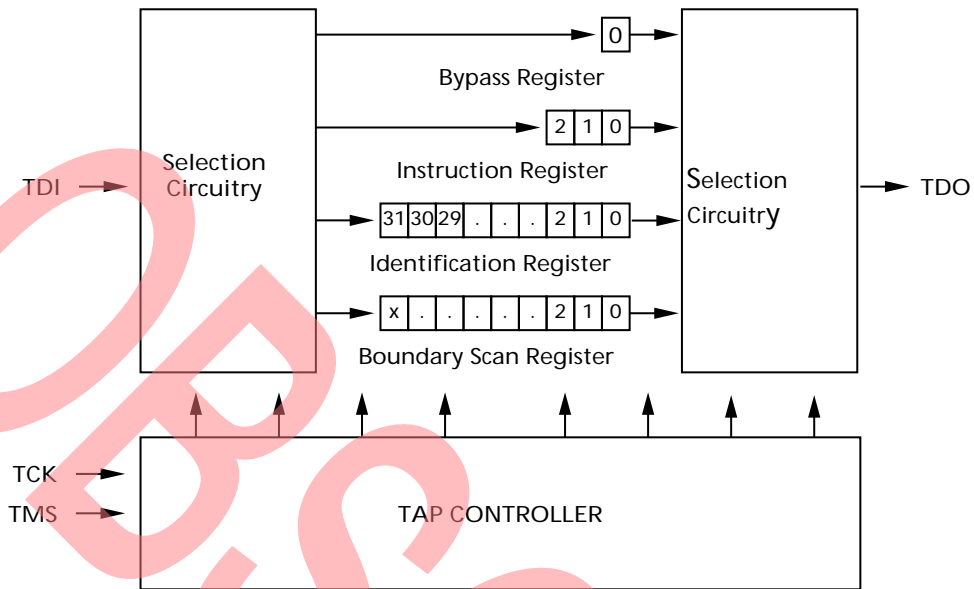 0
Bypass Register
2 1 0
Selection
Circuitry
Instruction Register
TDI
Selection
Circuitry
TDO
31 30 29 . . . 2 1 0
Identification Register
x . . . . . 2 1 0
Boundary Scan Register
TCK
TMS
TAP CONTROLLER
OBS